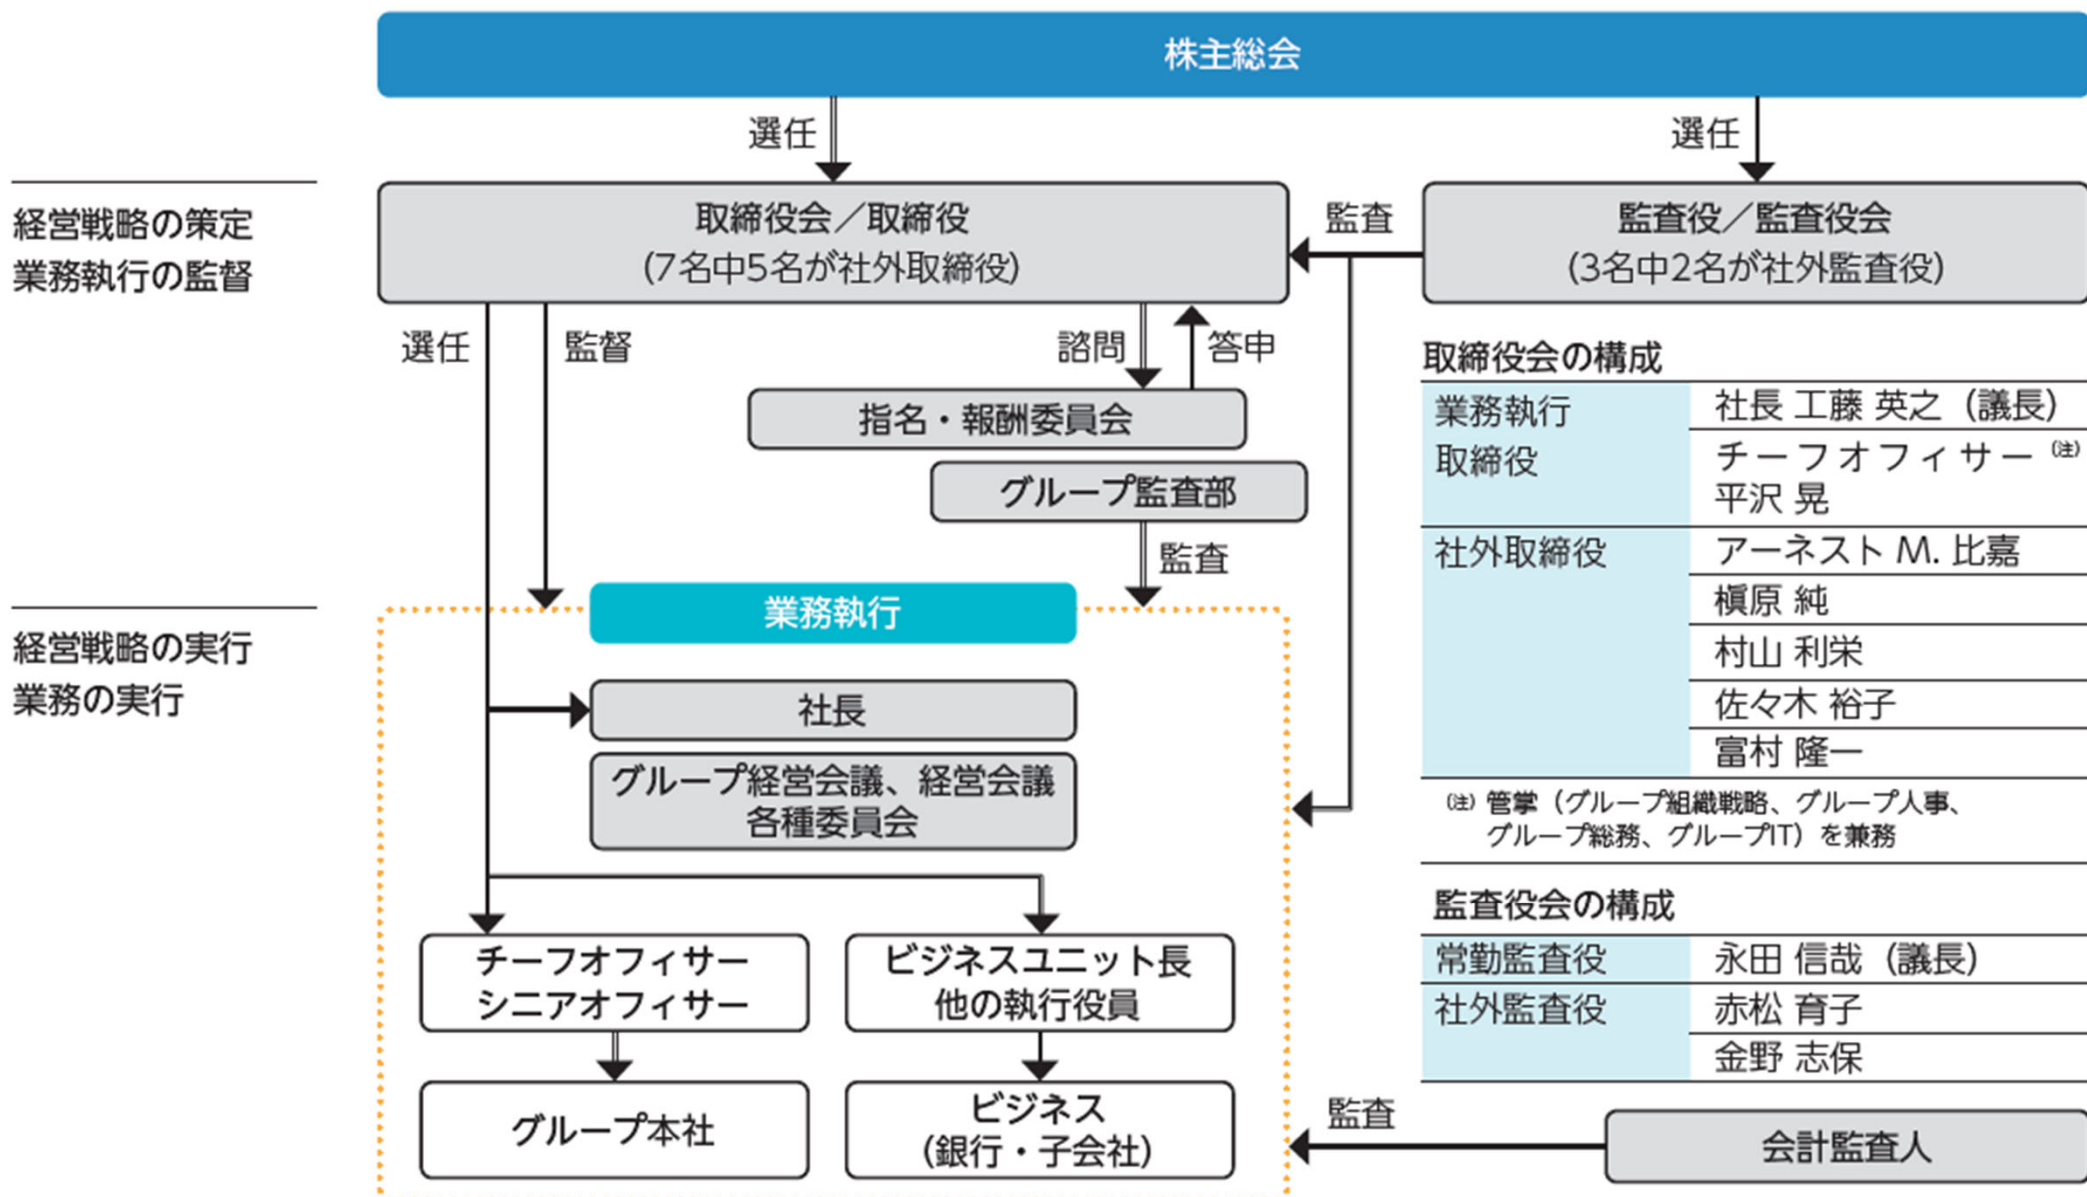 株主総会
選任
選任
経営戦略の策定
業務執行の監督
取締役会／取締役
(7名中5名が社外取締役)
監査
監査役／監査役会
(3名中2名が社外監査役)
選任
監督
諮問
答申
指名・報酬委員会
グループ監査部
監査
経営戦略の実行
業務の実行
業務執行
社長
グループ経営会議、経営会議
各種委員会
チーフオフィサー
シニアオフィサー
ビジネスユニット長
他の執行役員
グループ本社
ビジネス
(銀行・子会社)
取締役会の構成
業務執行
取締役
社長 工藤 英之（議長）
チーフオフィサー (注)
平沢 晃
社外取締役
アーネスト M. 比嘉
槇原 純
村山 利栄
佐々木 裕子
富村 隆一
(注) 管掌（グループ組織戦略、グループ人事、
グループ総務、グループIT）を兼務
監査役会の構成
常勤監査役
永田 信哉（議長）
社外監査役
赤松 育子
金野 志保
監査
会計監査人